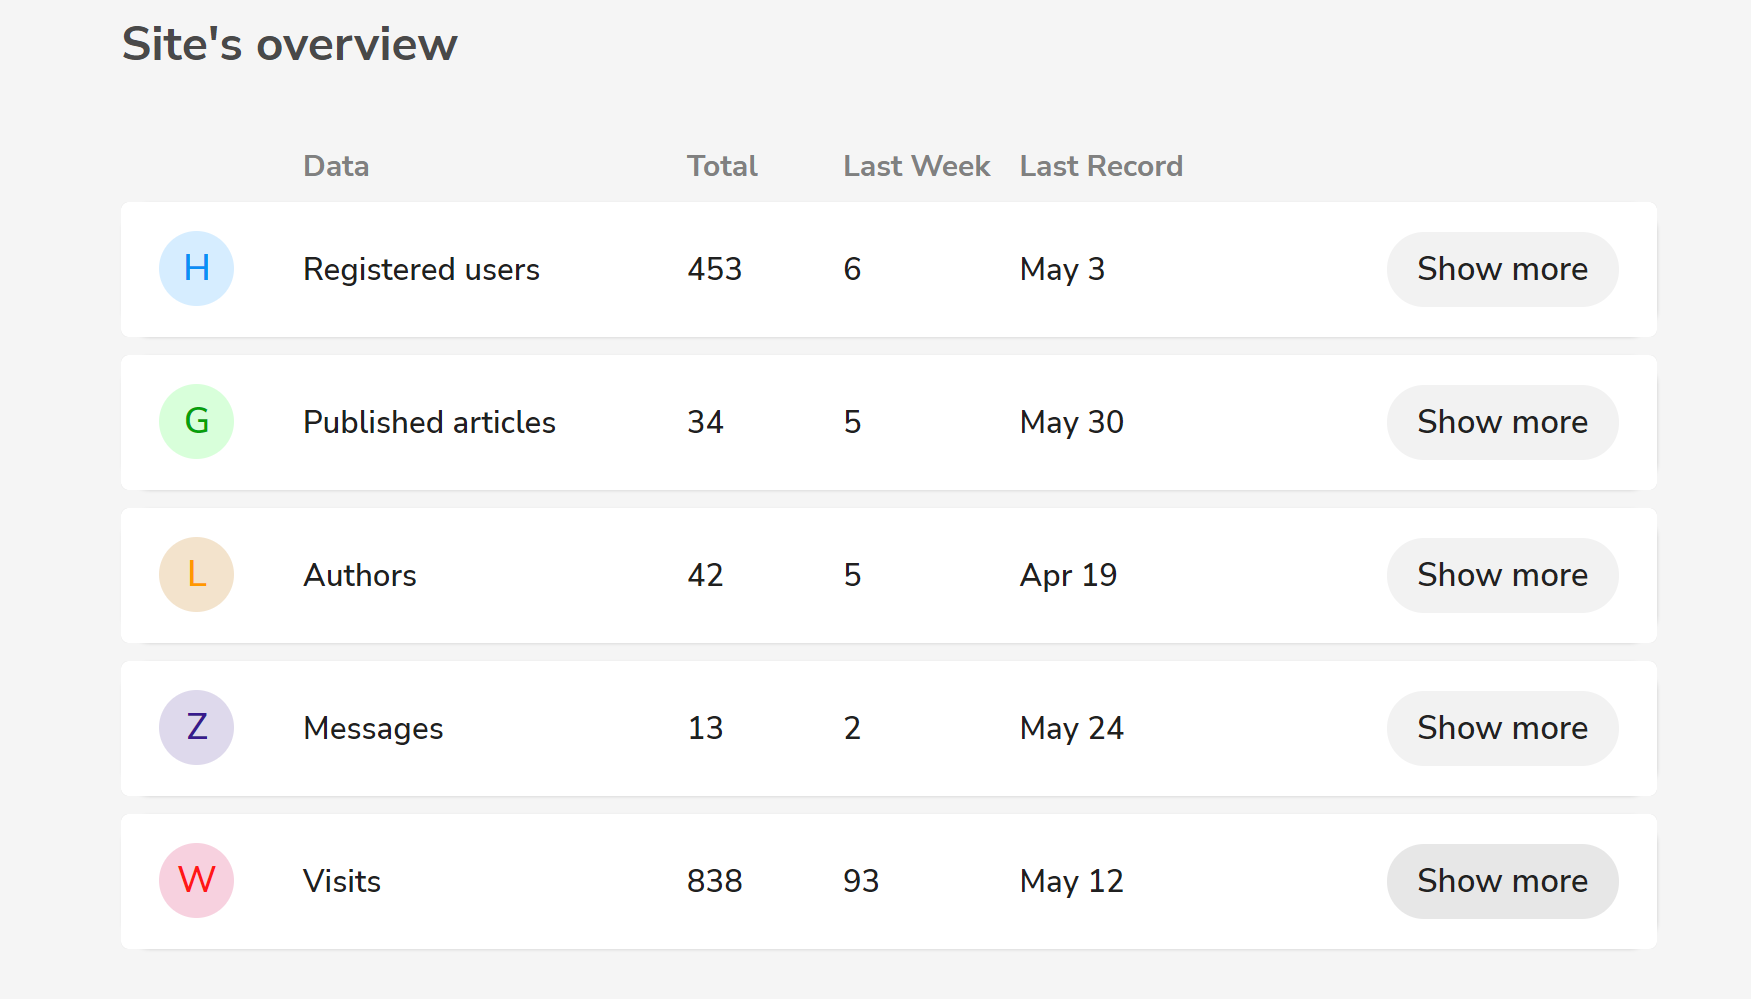 Site's overview
Data Total Last Week Last Record
H Registered users 453 6 May 3 Show more
G Published articles 34 5 May 30 Show more
L Authors 42 5 Apr 19 Show more
Z Messages 13 2 May 24 Show more
W Visits 838 93 May 12 Show more